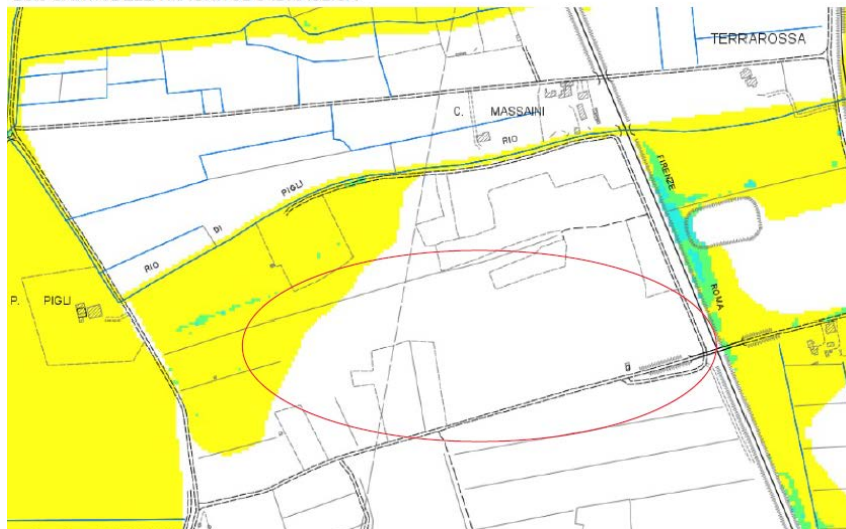 TERRAROSSA
C. MASSAINI
RIO
FIRENZE
PIGLI
DI
RIO
ROMA
P. PIGLI